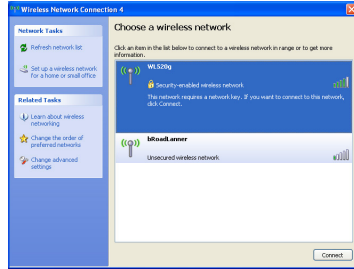 Wireless Network Connection 4
Network Tasks
Refresh network list
Set up a wireless network
for a home or small office
Related Tasks
Learn about wireless
networking
Change the order of
preferred networks
Change advanced
settings
Choose a wireless network
Click an item in the list below to connect to a wireless network in range or to get more
information.
WL520g
Security-enabled wireless network
This network requires a network key. If you want to connect to this network,
click Connect.
bRoadLanner
Unsecured wireless network
Connect